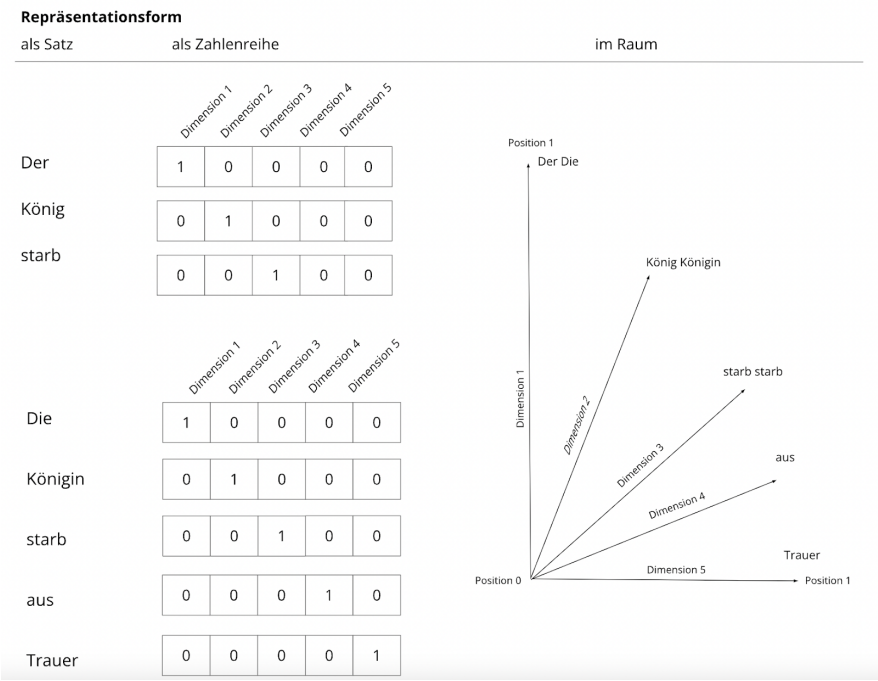 Repräsentationsform
als Satz als Zahlenreihe im Raum
Dimension 1 Dimension 2 Dimension 3 Dimension 4 Dimension 5
Der 1 0 0 0 0
König 0 1 0 0 0
starb 0 0 1 0 0
Dimension 1 Dimension 2 Dimension 3 Dimension 4 Dimension 5
Die 1 0 0 0 0
Königin 0 1 0 0 0
starb 0 0 1 0 0
aus 0 0 0 1 0
Trauer 0 0 0 0 1
Position 1
Der Die
König Königin
starb starb
aus
Trauer
Dimension 1
Dimension 2
Dimension 3
Dimension 4
Dimension 5
Position 0
Position 1